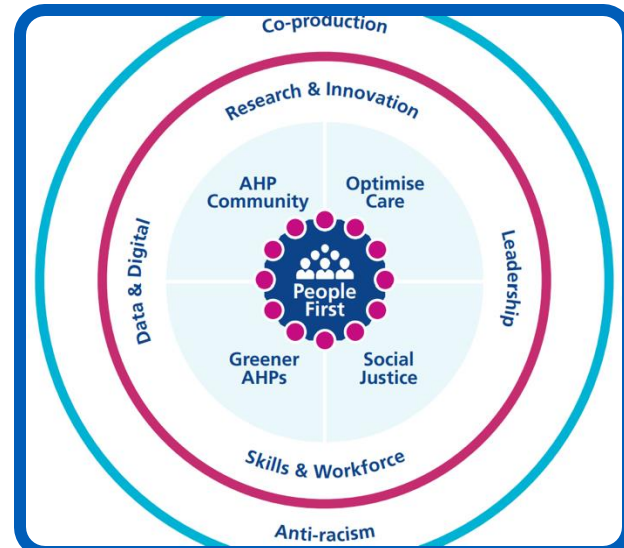 Co-production
Research & Innovation
AHP
Community
Optimise
Care
Data & Digital
Leadership
People
First
Greener
AHPs
Social
Justice
Skills & Workforce
Anti-racism